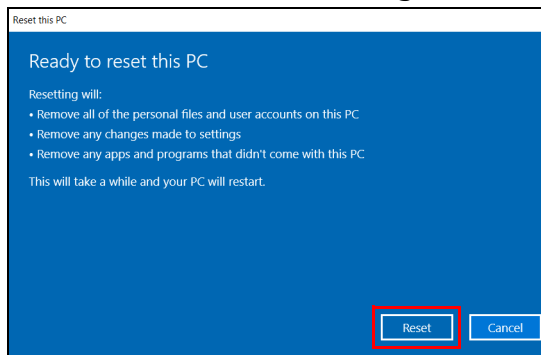 Reset this PC
Ready to reset this PC
Resetting will:
• Remove all of the personal files and user accounts on this PC
• Remove any changes made to settings
• Remove any apps and programs that didn't come with this PC
This will take a while and your PC will restart.
Reset Cancel